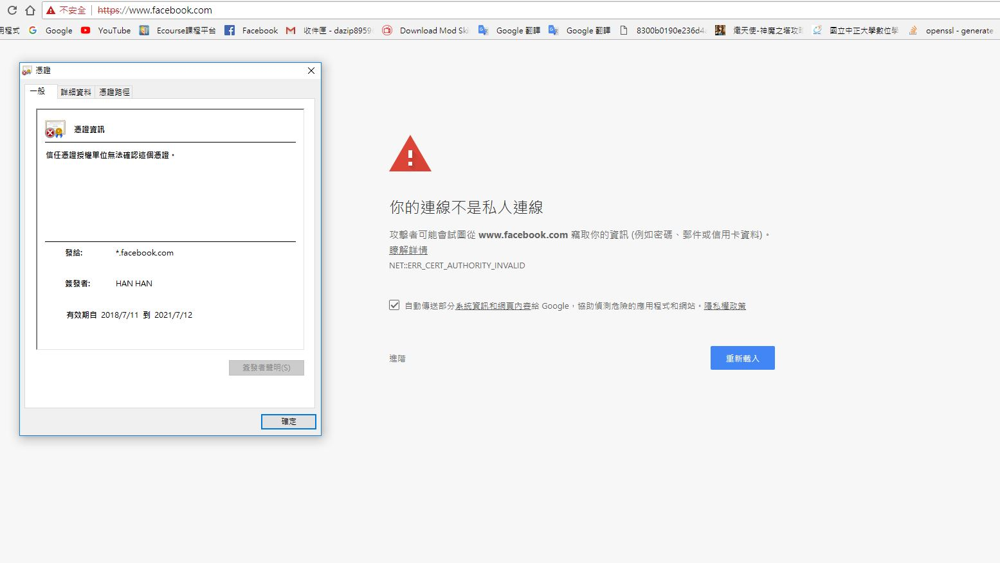 不安全 https://www.facebook.com
用程式 Google YouTube Ecourse課程平台 Facebook 收件匣 - dazip8959 Download Mod Ski Google 翻譯 Google 翻譯 8300b0190e236d4 熾天使-神魔之塔攻 國立中正大學數位學 openssl - generate
憑證
一般 詳細資料 憑證路徑
憑證資訊
信任憑證授權單位無法確認這個憑證。
發給: *.facebook.com
簽發者: HAN HAN
有效期自 2018/7/11 到 2021/7/12
簽發者聲明(S)
確定
你的連線不是私人連線
攻擊者可能會試圖從 www.facebook.com 竊取你的資訊 (例如密碼、郵件或信用卡資料)。
瞭解詳情
NET::ERR_CERT_AUTHORITY_INVALID
自動傳送部分系統資訊和網頁內容給 Google，協助偵測危險的應用程式和網站。隱私權政策
進階
重新載入